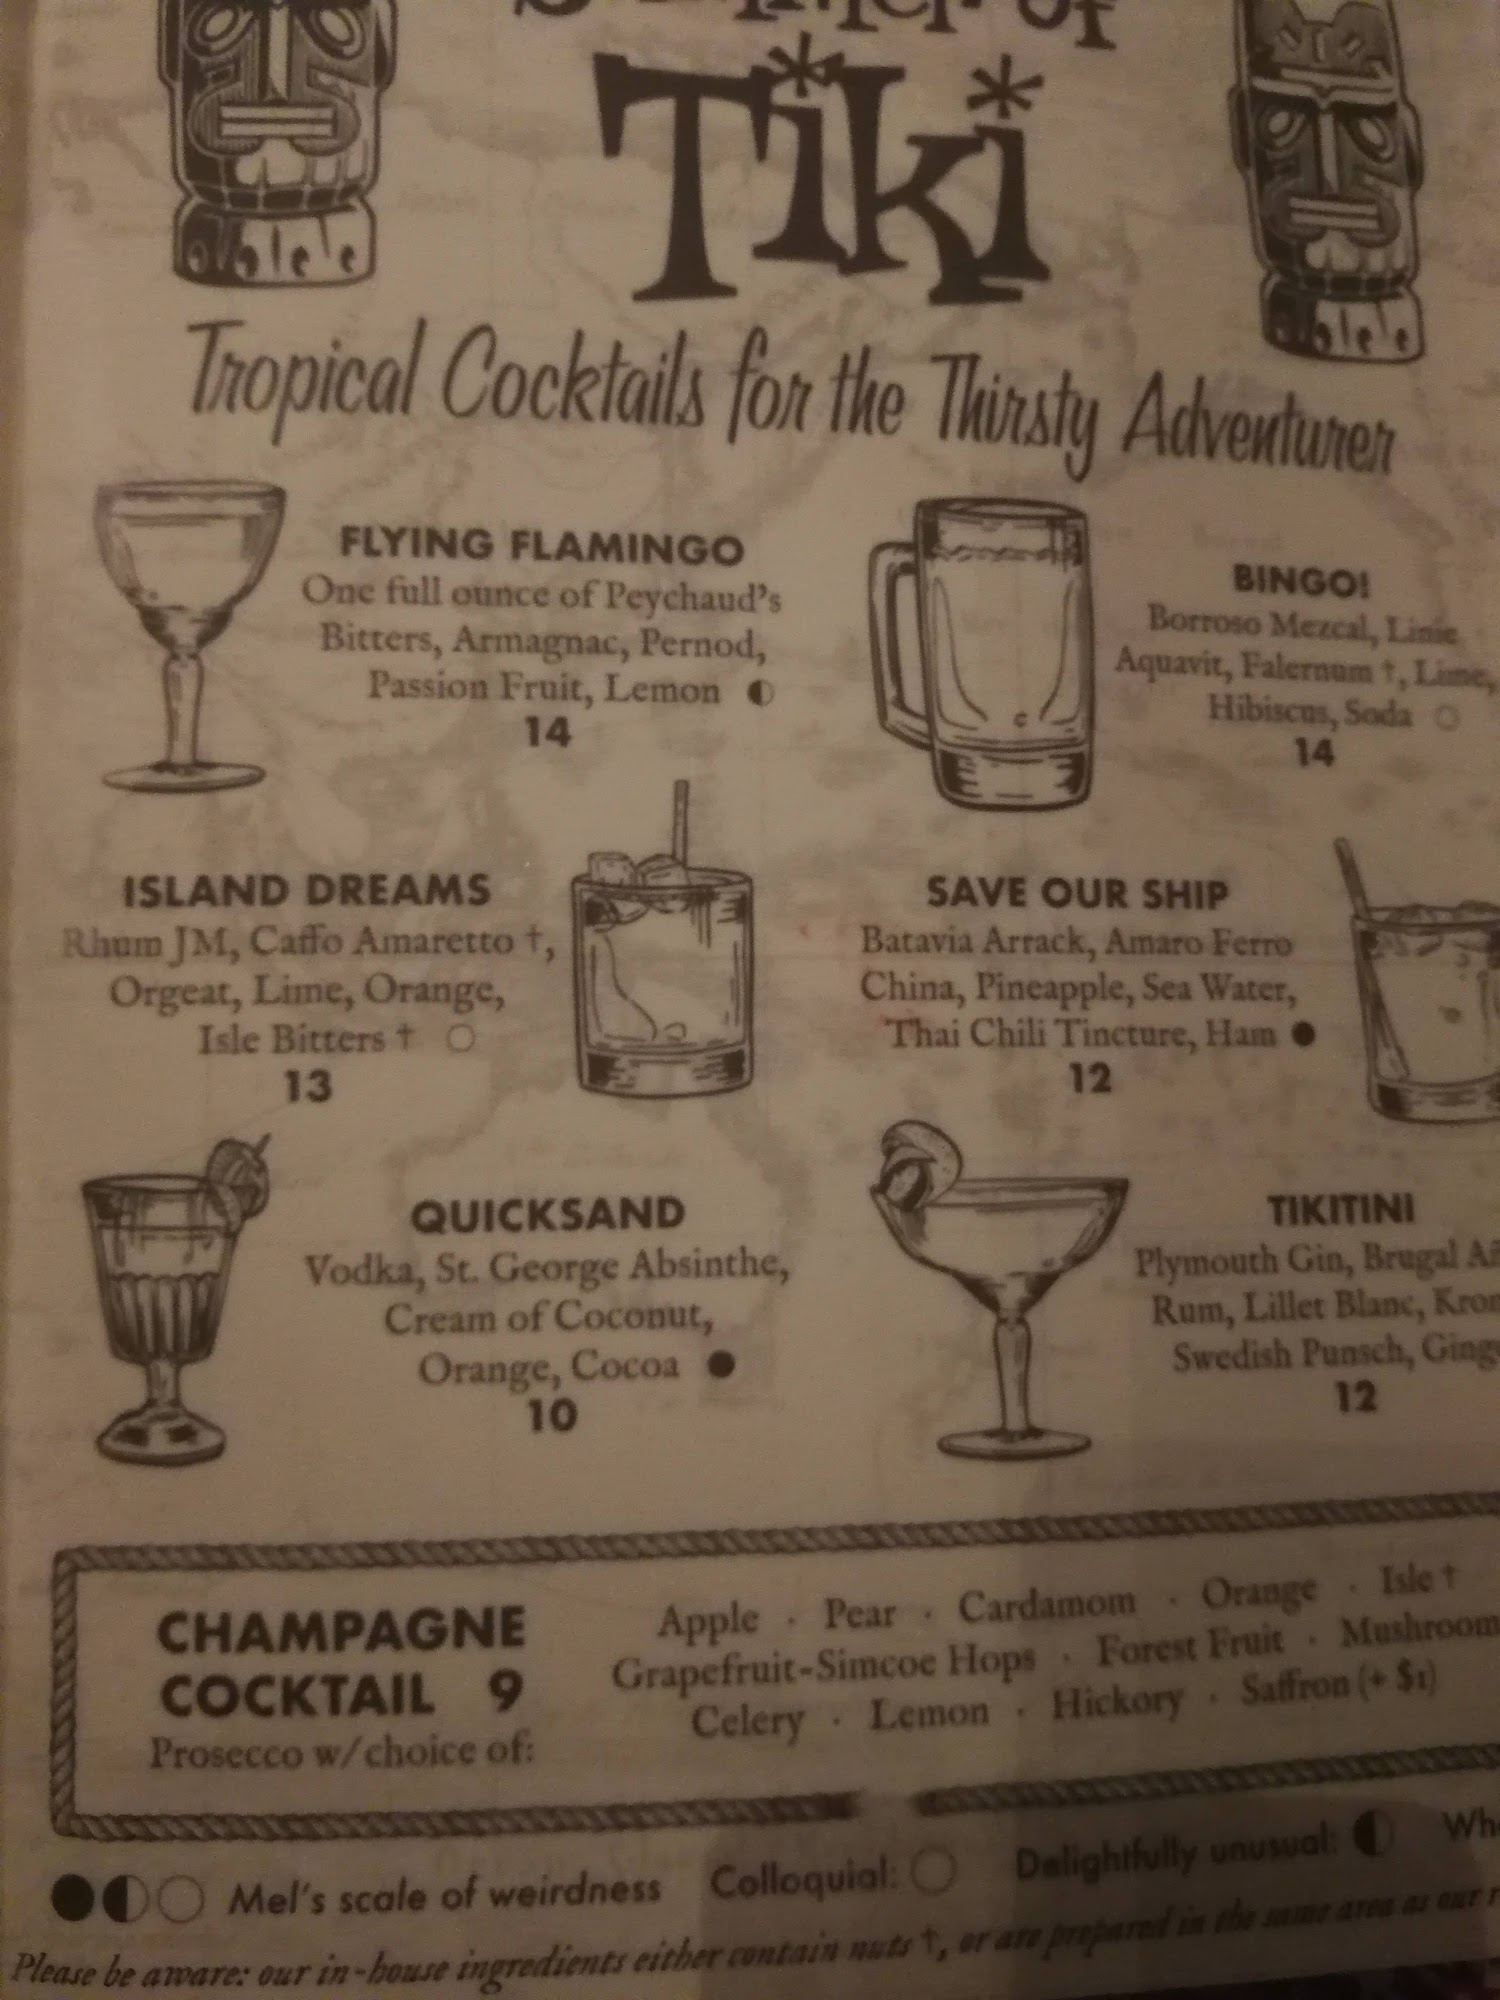 of
Tiki
Tropical Cocktails for the Thirsty Adventurer
FLYING FLAMINGO
One full ounce of Peychaud's
Bitters, Armagnac, Pernod,
Passion Fruit, Lemon
14
BINGO!
Borroso Mezcal, Lime
Aquavit, Falernum †, Lime,
Hibiscus, Soda
14
ISLAND DREAMS
Rhum JM, Caffo Amaretto †,
Orgeat, Lime, Orange,
Isle Bitters †
13
SAVE OUR SHIP
Batavia Arrack, Amaro Ferro
China, Pineapple, Sea Water,
Thai Chili Tincture, Ham
12
QUICKSAND
Vodka, St. George Absinthe,
Cream of Coconut,
Orange, Cocoa
10
TIKITINI
Plymouth Gin, Brugal
Rum, Lillet Blanc,
Swedish Punsch,
12
CHAMPAGNE
COCKTAIL 9
Prosecco w/choice of:
Apple · Pear · Cardamom · Orange · Isle †
Grapefruit-Simcoe Hops · Forest Fruit · Mushroom
Celery · Lemon · Hickory · Saffron (+ $1)
Mel's scale of weirdness Colloquial: Delightfully unusual:
Please be aware: our in-house ingredients either contain nuts †, or are prepared in the same area as our